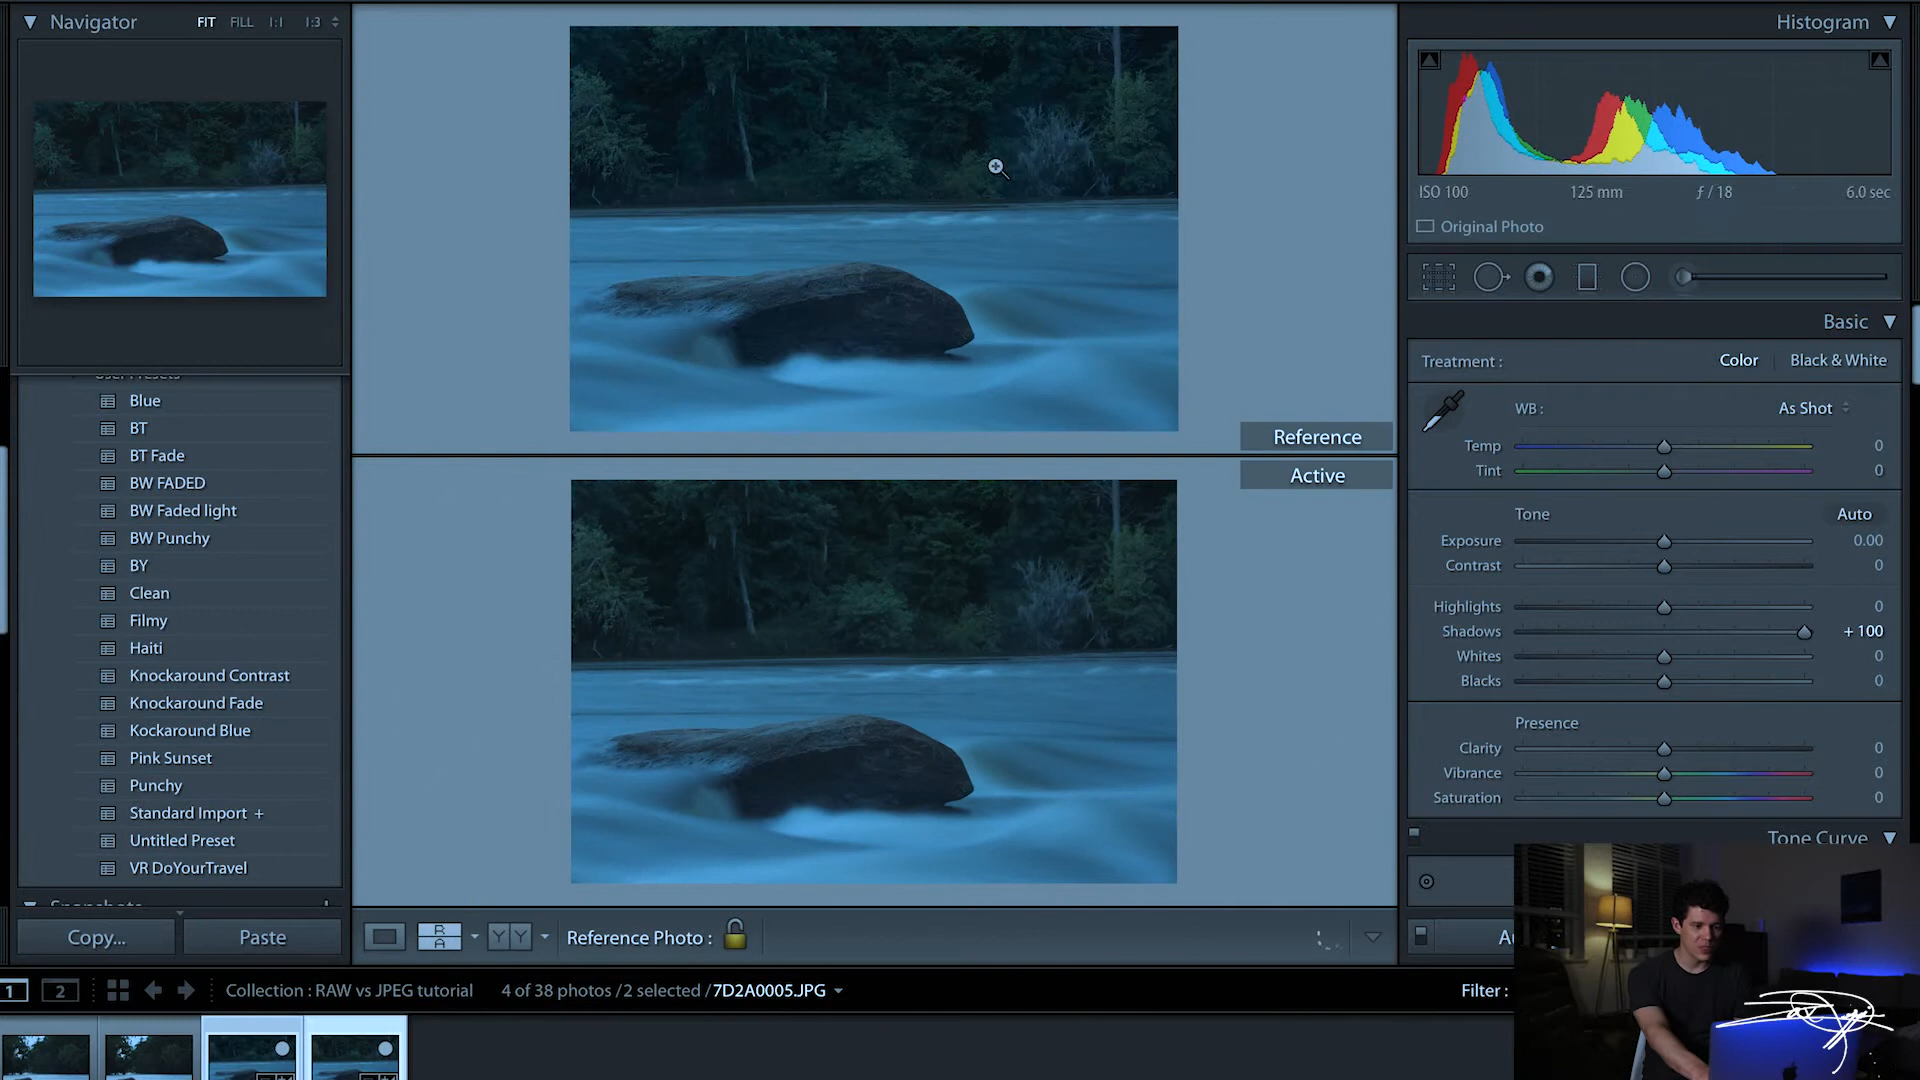 Navigator FIT FILL 1:1 1:3
Histogram
ISO 100 125 mm ƒ / 18 6.0 sec
Original Photo
Basic
Treatment : Color Black & White
WB : As Shot
Temp 0
Tint 0
Tone Auto
Exposure 0.00
Contrast 0
Highlights 0
Shadows + 100
Whites 0
Blacks 0
Presence
Clarity 0
Vibrance 0
Saturation 0
Tone Curve
Reference
Active
User Presets
Blue
BT
BT Fade
BW FADED
BW Faded light
BW Punchy
BY
Clean
Filmy
Haiti
Knockaround Contrast
Knockaround Fade
Kockaround Blue
Pink Sunset
Punchy
Standard Import +
Untitled Preset
VR DoYourTravel
Snapshots +
Copy... Paste
R A Y Y Reference Photo :
1 2 Collection : RAW vs JPEG tutorial 4 of 38 photos / 2 selected / 7D2A0005.JPG
Filter :